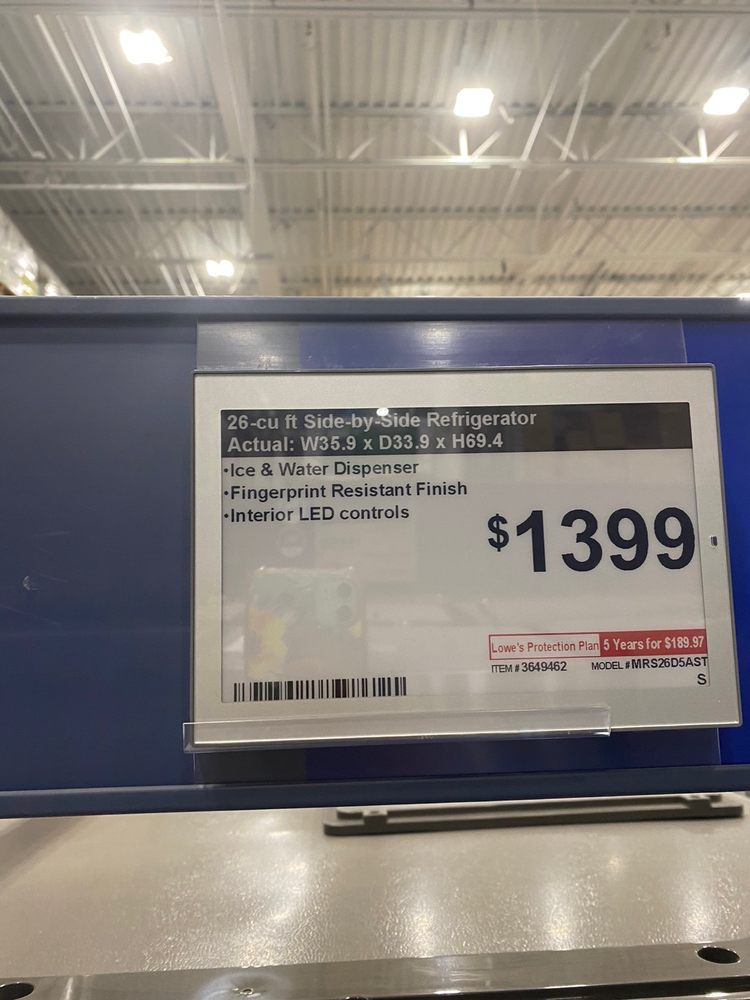 26-cu ft Side-by-Side Refrigerator
Actual: W35.9 x D33.9 x H69.4
•Ice & Water Dispenser
•Fingerprint Resistant Finish
•Interior LED controls
$1399
Lowe's Protection Plan 5 Years for $189.97
ITEM # 3649462 MODEL # MRS26D5AST
S